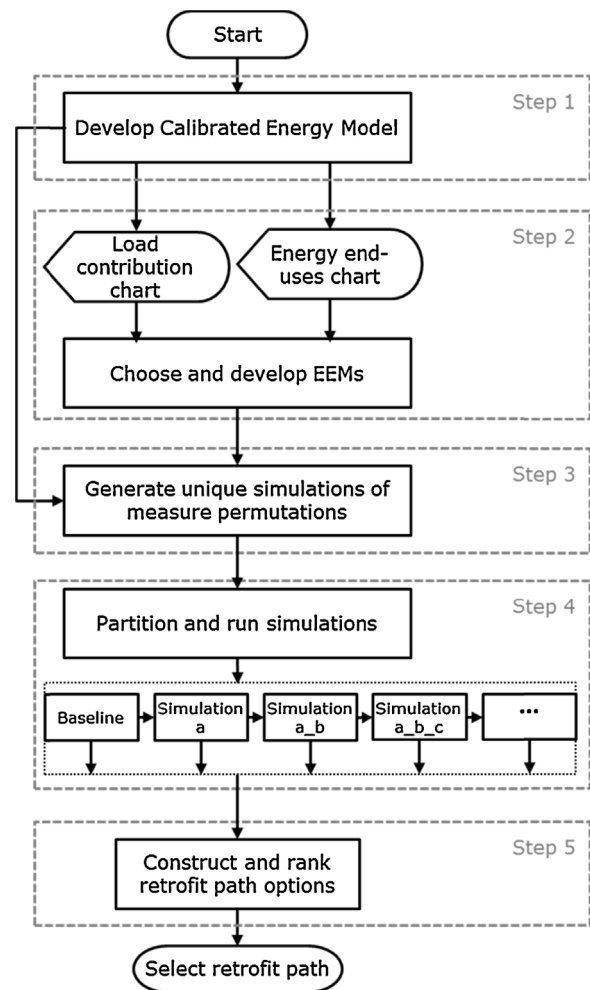 Start
Step 1
Develop Calibrated Energy Model
Step 2
Load
contribution
chart
Energy end-
uses chart
Choose and develop EEMs
Step 3
Generate unique simulations of
measure permutations
Step 4
Partition and run simulations
Baseline
Simulation
a
Simulation
a_b
Simulation
a_b_c
...
Step 5
Construct and rank
retrofit path options
Select retrofit path